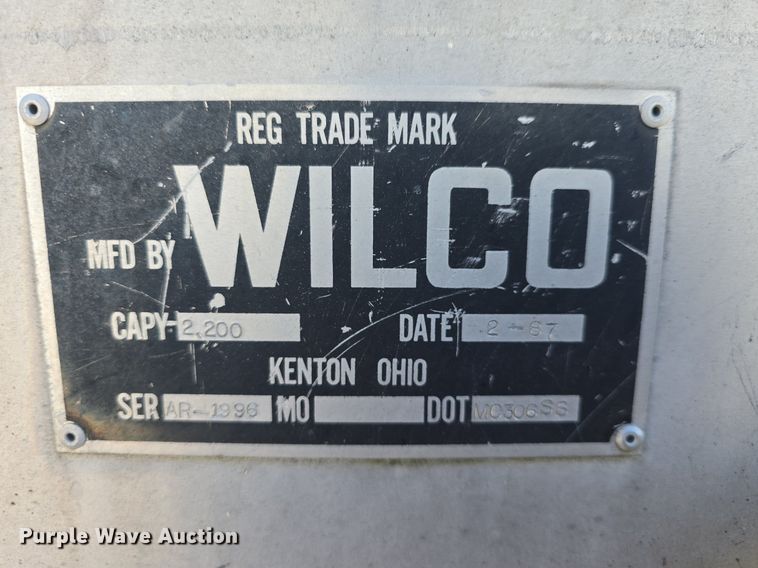 REG TRADE MARK
MFD BY WILCO
CAPY 2,200 DATE 2-87
KENTON OHIO
SER AR-1996 MO DOT MC306SS
Purple Wave Auction